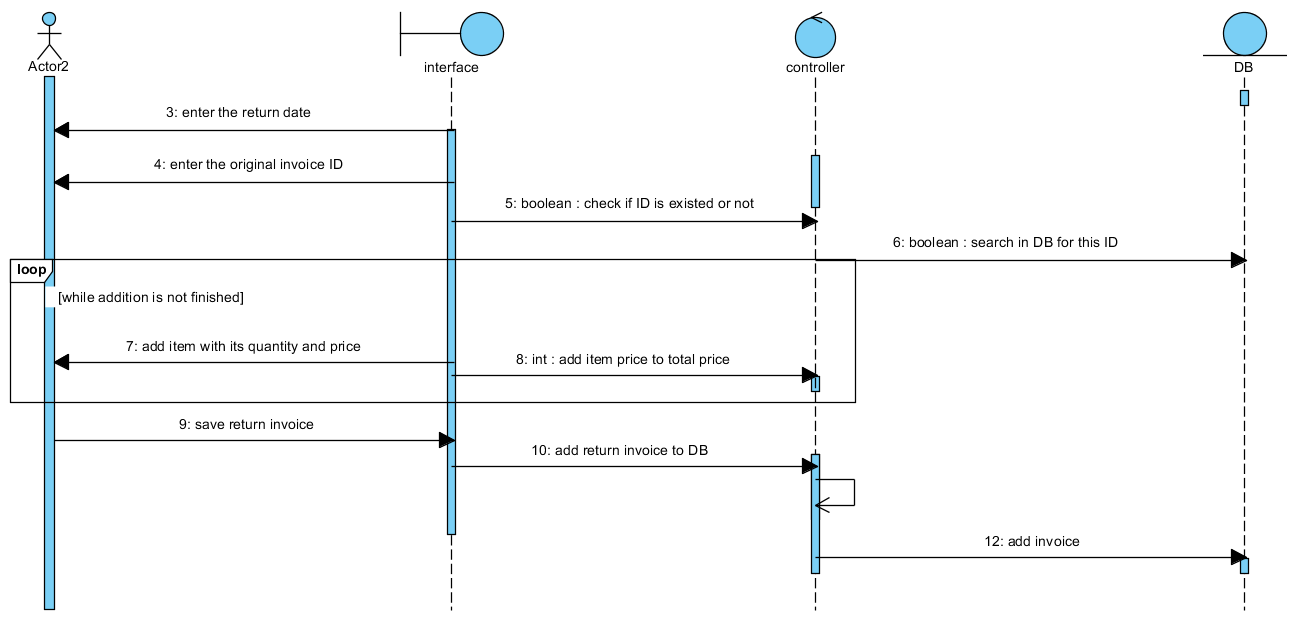 Actor2
interface
controller
DB
3: enter the return date
4: enter the original invoice ID
5: boolean : check if ID is existed or not
6: boolean : search in DB for this ID
loop
[while addition is not finished]
7: add item with its quantity and price
8: int : add item price to total price
9: save return invoice
10: add return invoice to DB
12: add invoice